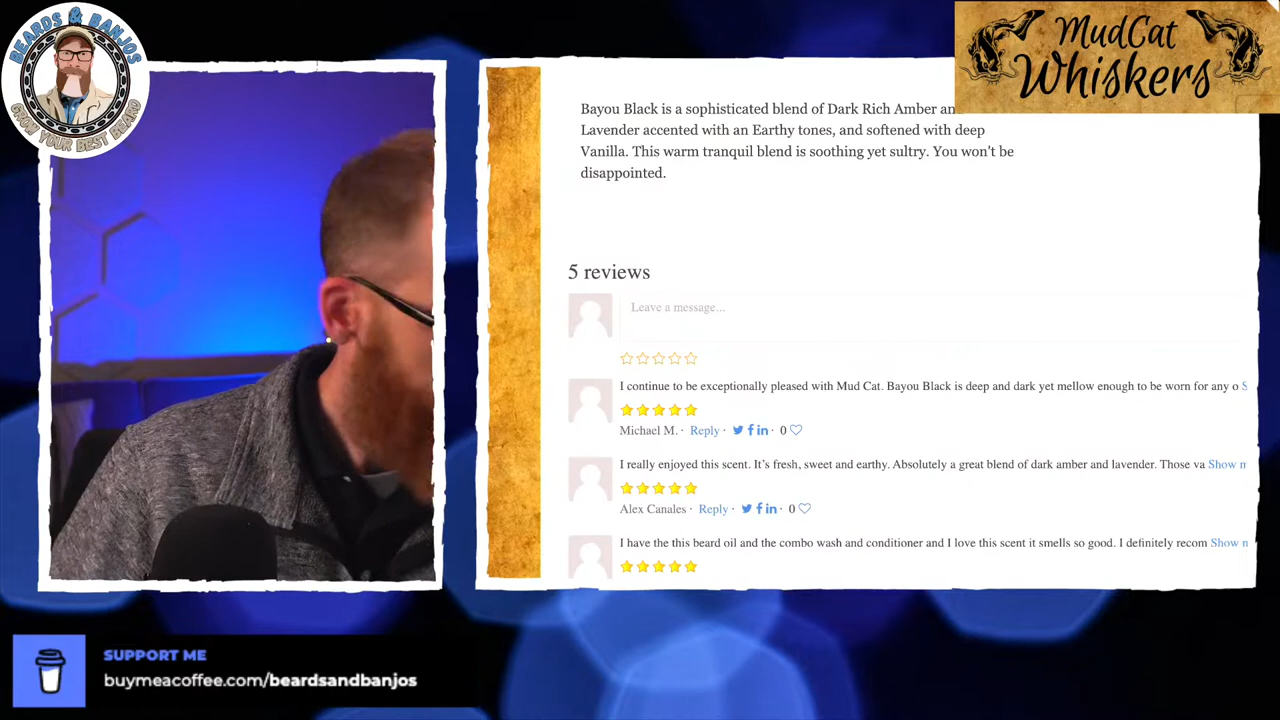 BEARDS & BANJOS
GROW YOUR BEST BEARD
MudCat
Whiskers
Bayou Black is a sophisticated blend of Dark Rich Amber
Lavender accented with an Earthy tones, and softened with deep
Vanilla. This warm tranquil blend is soothing yet sultry. You won't be
disappointed.
5 reviews
Leave a message...
I continue to be exceptionally pleased with Mud Cat. Bayou Black is deep and dark yet mellow enough to be worn for any o S
Michael M. · Reply · 0
I really enjoyed this scent. It's fresh, sweet and earthy. Absolutely a great blend of dark amber and lavender. Those va Show
Alex Canales · Reply · 0
I have the this beard oil and the combo wash and conditioner and I love this scent it smells so good. I definitely recom Show
SUPPORT ME
buymeacoffee.com/beardsandbanjos